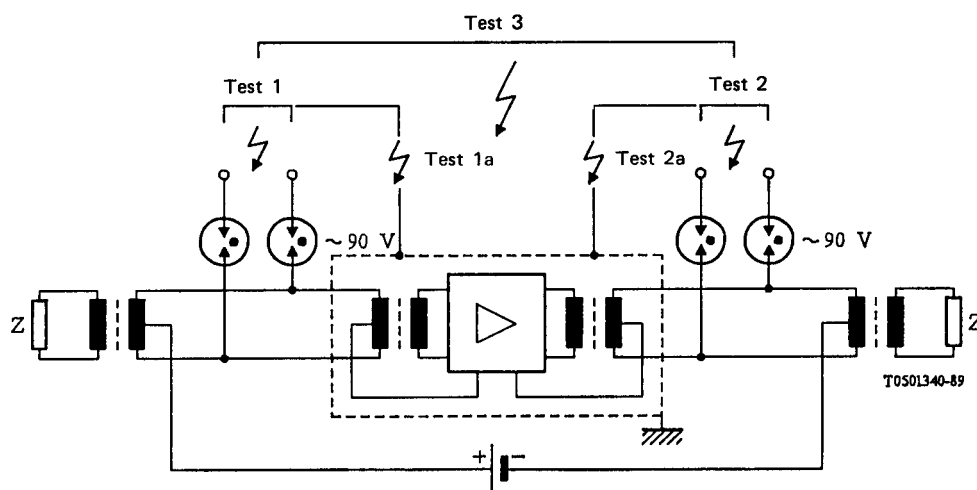 Test 3
Test 1
Test 2
Test 1a
Test 2a
~ 90 V
~ 90 V
Z
Z
T0501340-89
+
−